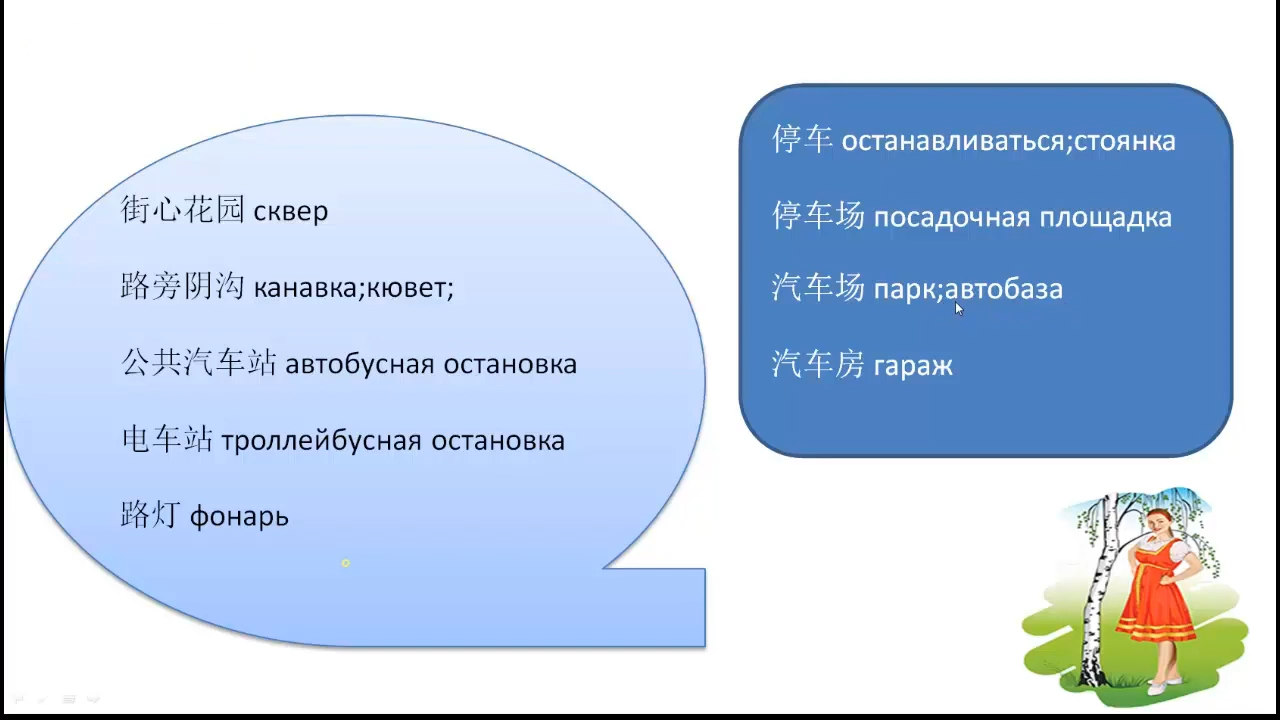 街心花园 сквер
路旁阴沟 канавка;кювет;
公共汽车站 автобусная остановка
电车站 троллейбусная остановка
路灯 фонарь
停车 останавливаться;стоянка
停车场 посадочная площадка
汽车场 парк;автобаза
汽车房 гараж